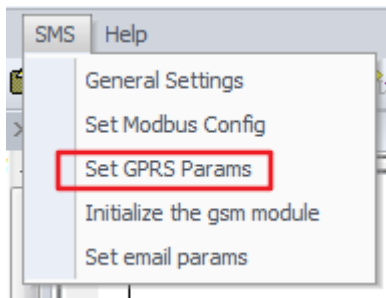 SMS Help
General Settings
Set Modbus Config
Set GPRS Params
Initialize the gsm module
Set email params